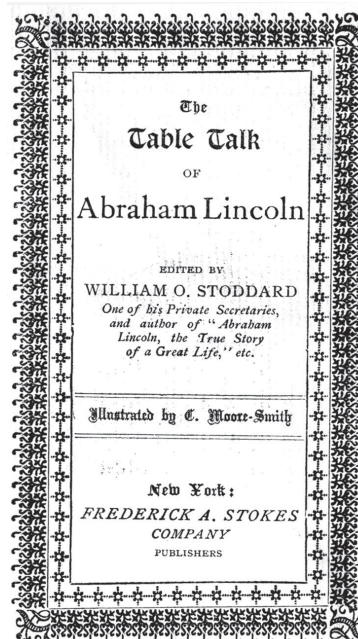 The
Table Talk
OF
Abraham Lincoln
EDITED BY
WILLIAM O. STODDARD
One of his Private Secretaries,
and author of "Abraham
Lincoln, the True Story
of a Great Life," etc.
Illustrated by C. Moore-Smith
New York:
FREDERICK A. STOKES
COMPANY
PUBLISHERS